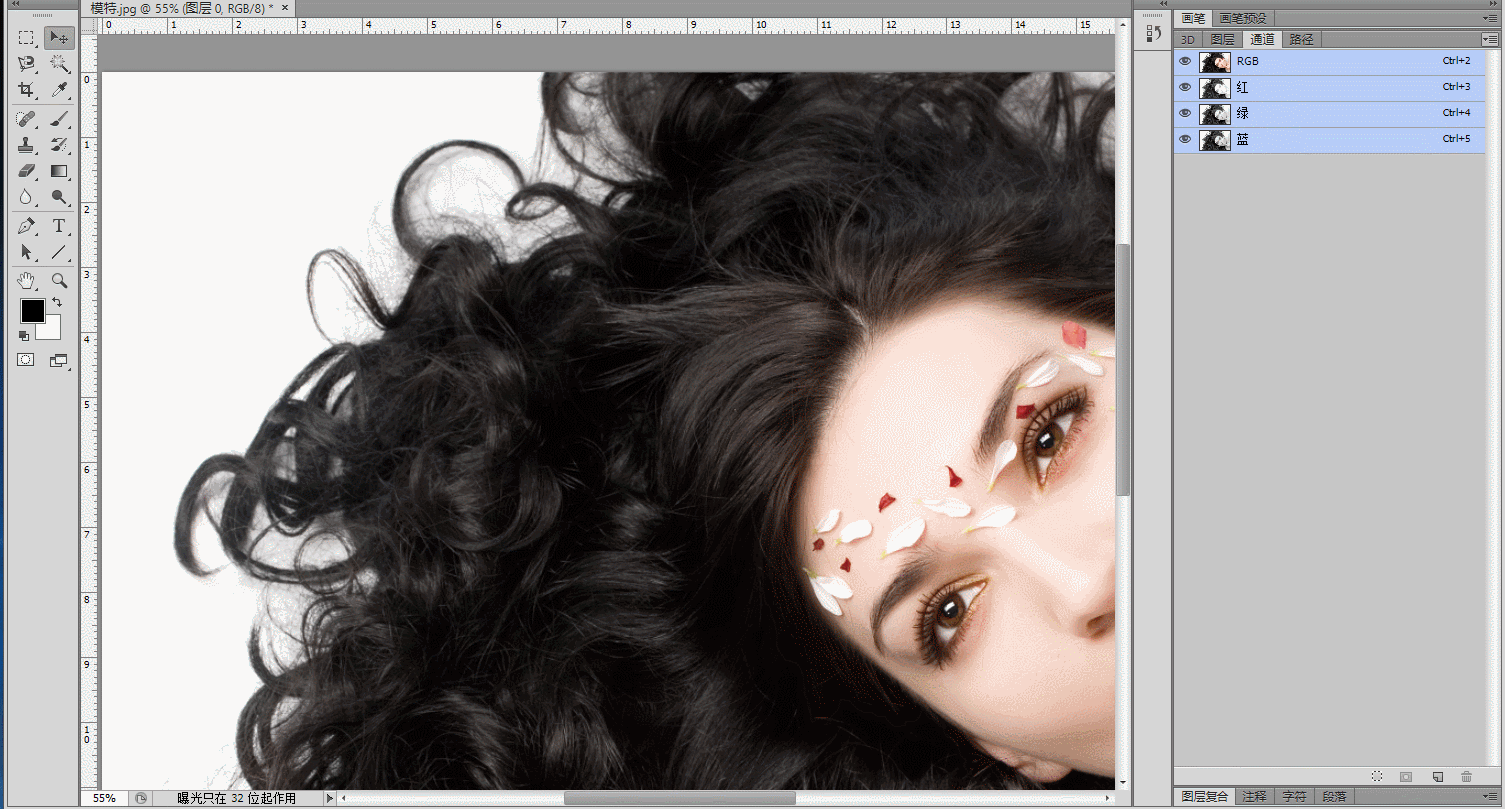 模特.jpg @ 55% (图层 0, RGB/8) * ×
0 1 2 3 4 5 6 7 8 9 10 11 12 13 14 15
0
1
2
3
4
5
6
7
8
9
1
0
T
55%
曝光只在 32 位起作用
画笔 画笔预设
3D 图层 通道 路径
RGB Ctrl+2
红 Ctrl+3
绿 Ctrl+4
蓝 Ctrl+5
图层复合 注释 字符 段落